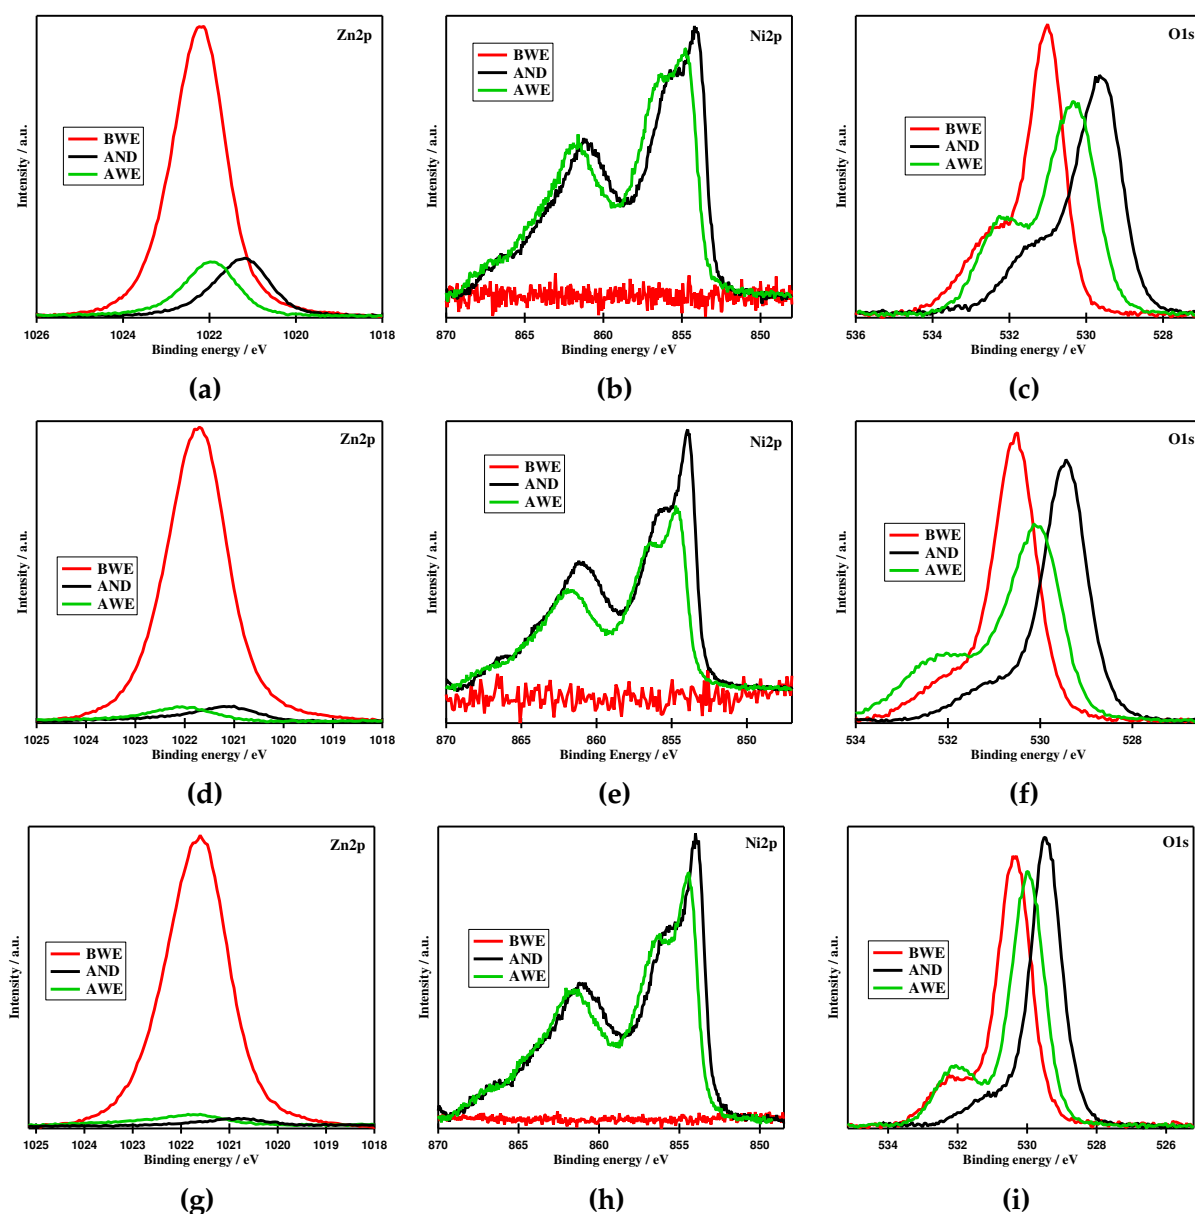 Zn2p
Intensity / a.u.
BWE
AND
AWE
1026 1024 1022 1020 1018
Binding energy / eV
(a)
Ni2p
Intensity / a.u.
BWE
AND
AWE
870 865 860 855 850
Binding energy / eV
(b)
O1s
Intensity / a.u.
BWE
AND
AWE
536 534 532 530 528
Binding energy / eV
(c)
Zn2p
Intensity / a.u.
BWE
AND
AWE
1025 1024 1023 1022 1021 1020 1019 1018
Binding energy / eV
(d)
Ni2p
Intensity / a.u.
BWE
AND
AWE
870 865 860 855 850
Binding Energy / eV
(e)
O1s
Intensity / a.u.
BWE
AND
AWE
534 532 530 528
Binding energy / eV
(f)
Zn2p
Intensity / a.u.
BWE
AND
AWE
1025 1024 1023 1022 1021 1020 1019 1018
Binding energy / eV
(g)
Ni2p
Intensity / a.u.
BWE
AND
AWE
870 865 860 855 850
Binding energy / eV
(h)
O1s
Intensity / a.u.
BWE
AND
AWE
534 532 530 528 526
Binding energy / eV
(i)